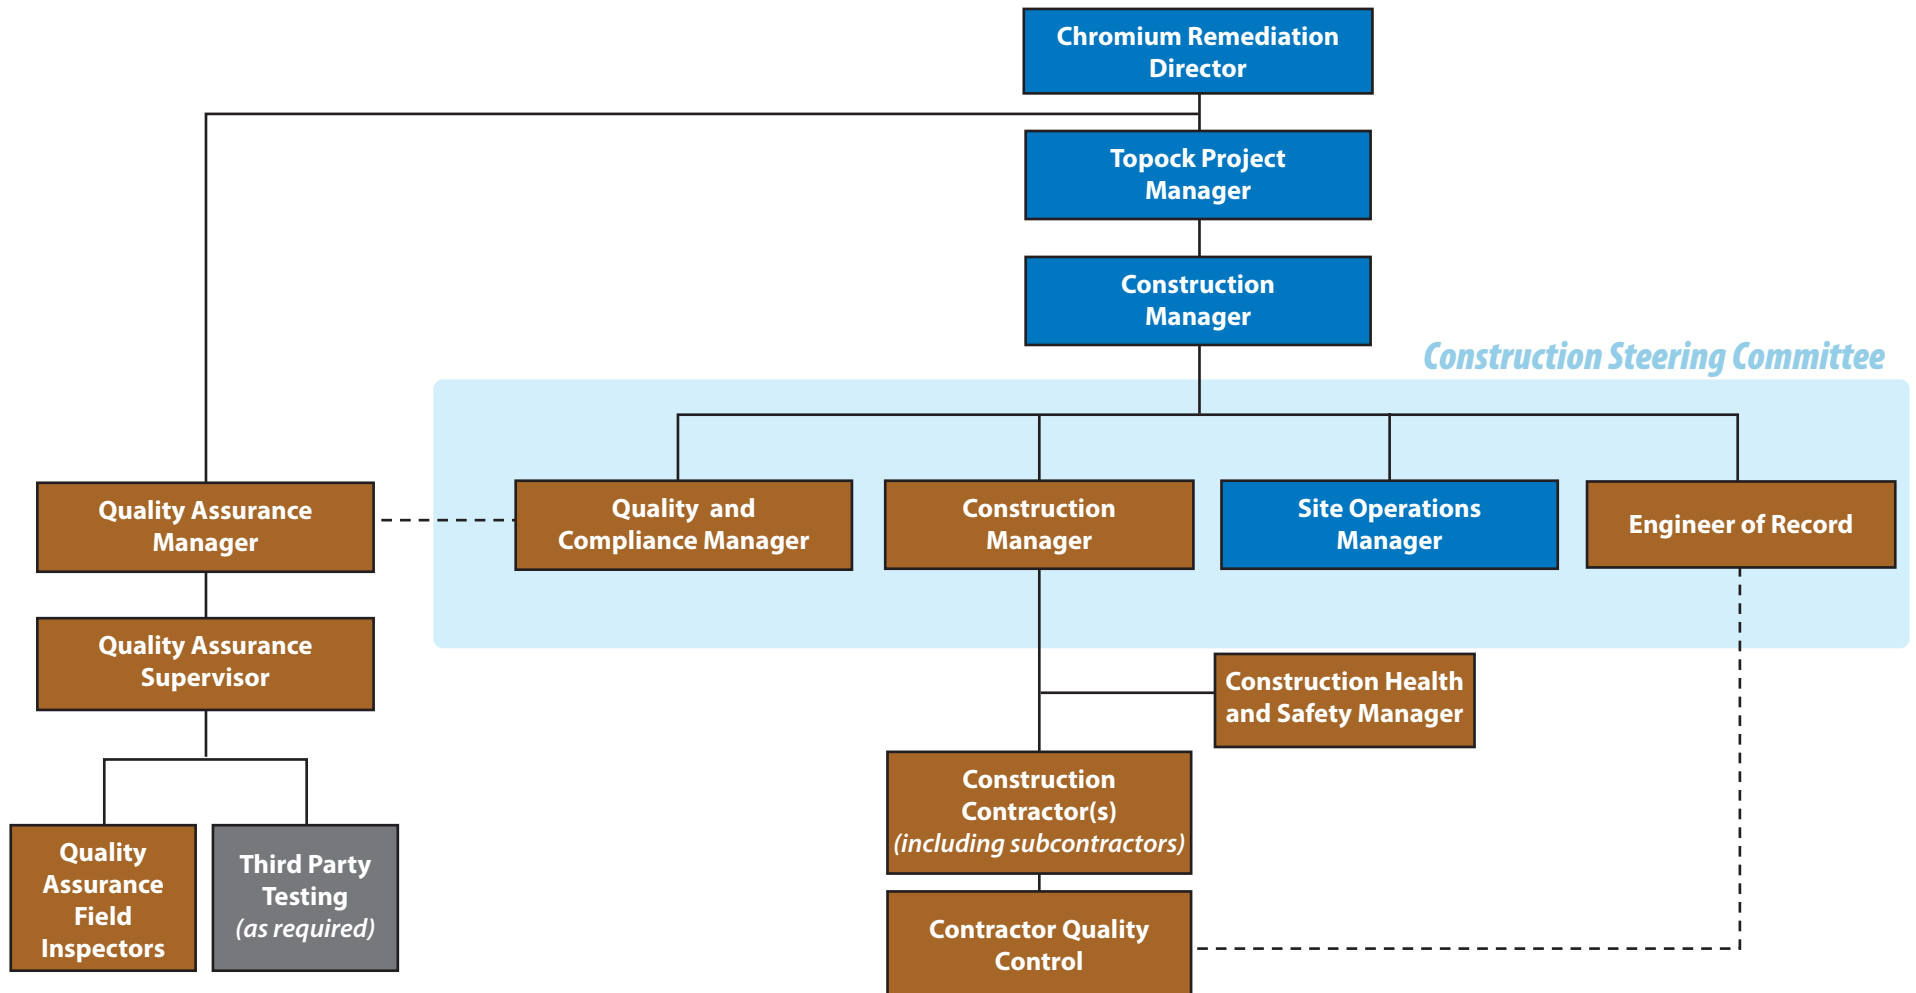 Chromium Remediation
Director
Topock Project
Manager
Construction
Manager
Construction Steering Committee
Quality Assurance
Manager
Quality and
Compliance Manager
Construction
Manager
Site Operations
Manager
Engineer of Record
Quality Assurance
Supervisor
Construction Health
and Safety Manager
Quality
Assurance
Field
Inspectors
Third Party
Testing
(as required)
Construction
Contractor(s)
(including subcontractors)
Contractor Quality
Control